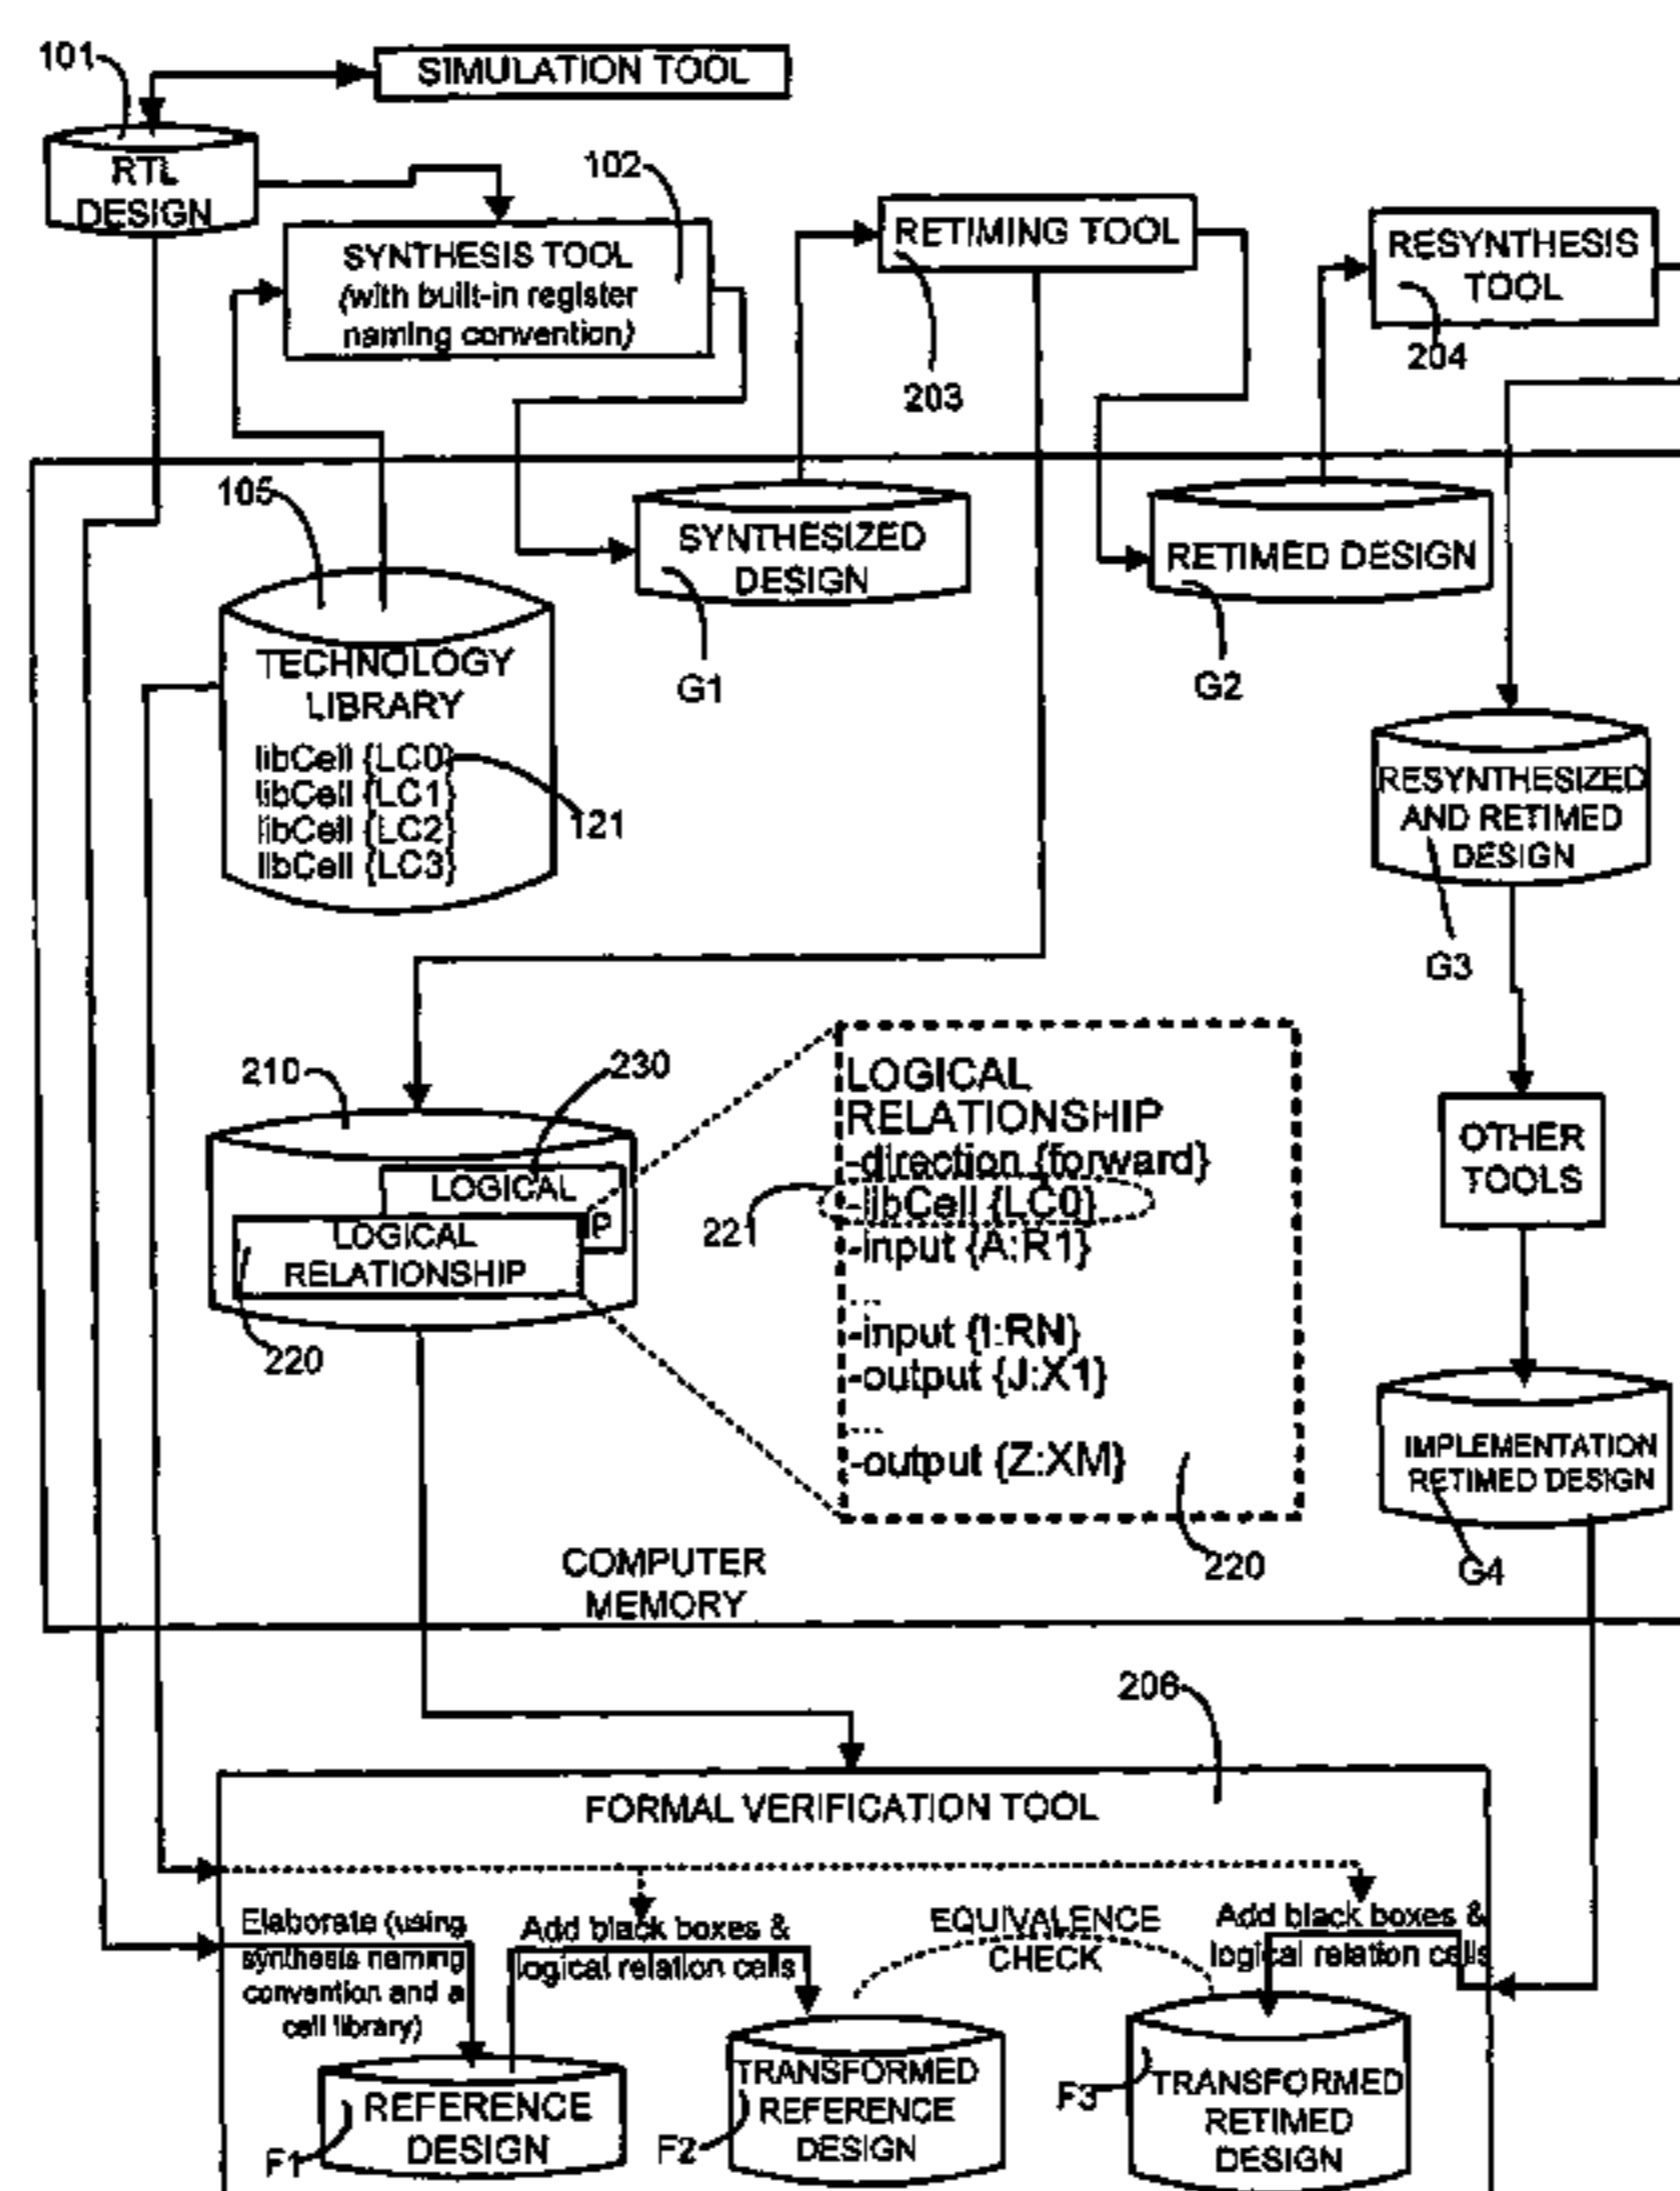 101
SIMULATION TOOL
RTL
DESIGN
102
SYNTHESIS TOOL
(with built-in register
naming convention)
RETIMING TOOL
203
RESYNTHESIS
TOOL
204
105
SYNTHESIZED
DESIGN
G1
RETIMED DESIGN
G2
TECHNOLOGY
LIBRARY
libCell {LC0}
libCell {LC1}
libCell {LC2}
libCell {LC3}
121
RESYNTHESIZED
AND RETIMED
DESIGN
G3
210
230
LOGICAL
P
LOGICAL
RELATIONSHIP
220
LOGICAL
RELATIONSHIP
-direction {forward}
-libCell {LC0}
221
-input {A:R1}
...
-input {I:RN}
-output {J:X1}
...
-output {Z:XM}
220
OTHER
TOOLS
IMPLEMENTATION
RETIMED DESIGN
G4
COMPUTER
MEMORY
206
FORMAL VERIFICATION TOOL
Elaborate (using
synthesis naming
convention and a
cell library)
Add black boxes &
logical relation cells
EQUIVALENCE
CHECK
Add black boxes &
logical relation cells
REFERENCE
DESIGN
F1
TRANSFORMED
REFERENCE
DESIGN
F2
TRANSFORMED
RETIMED
DESIGN
F3